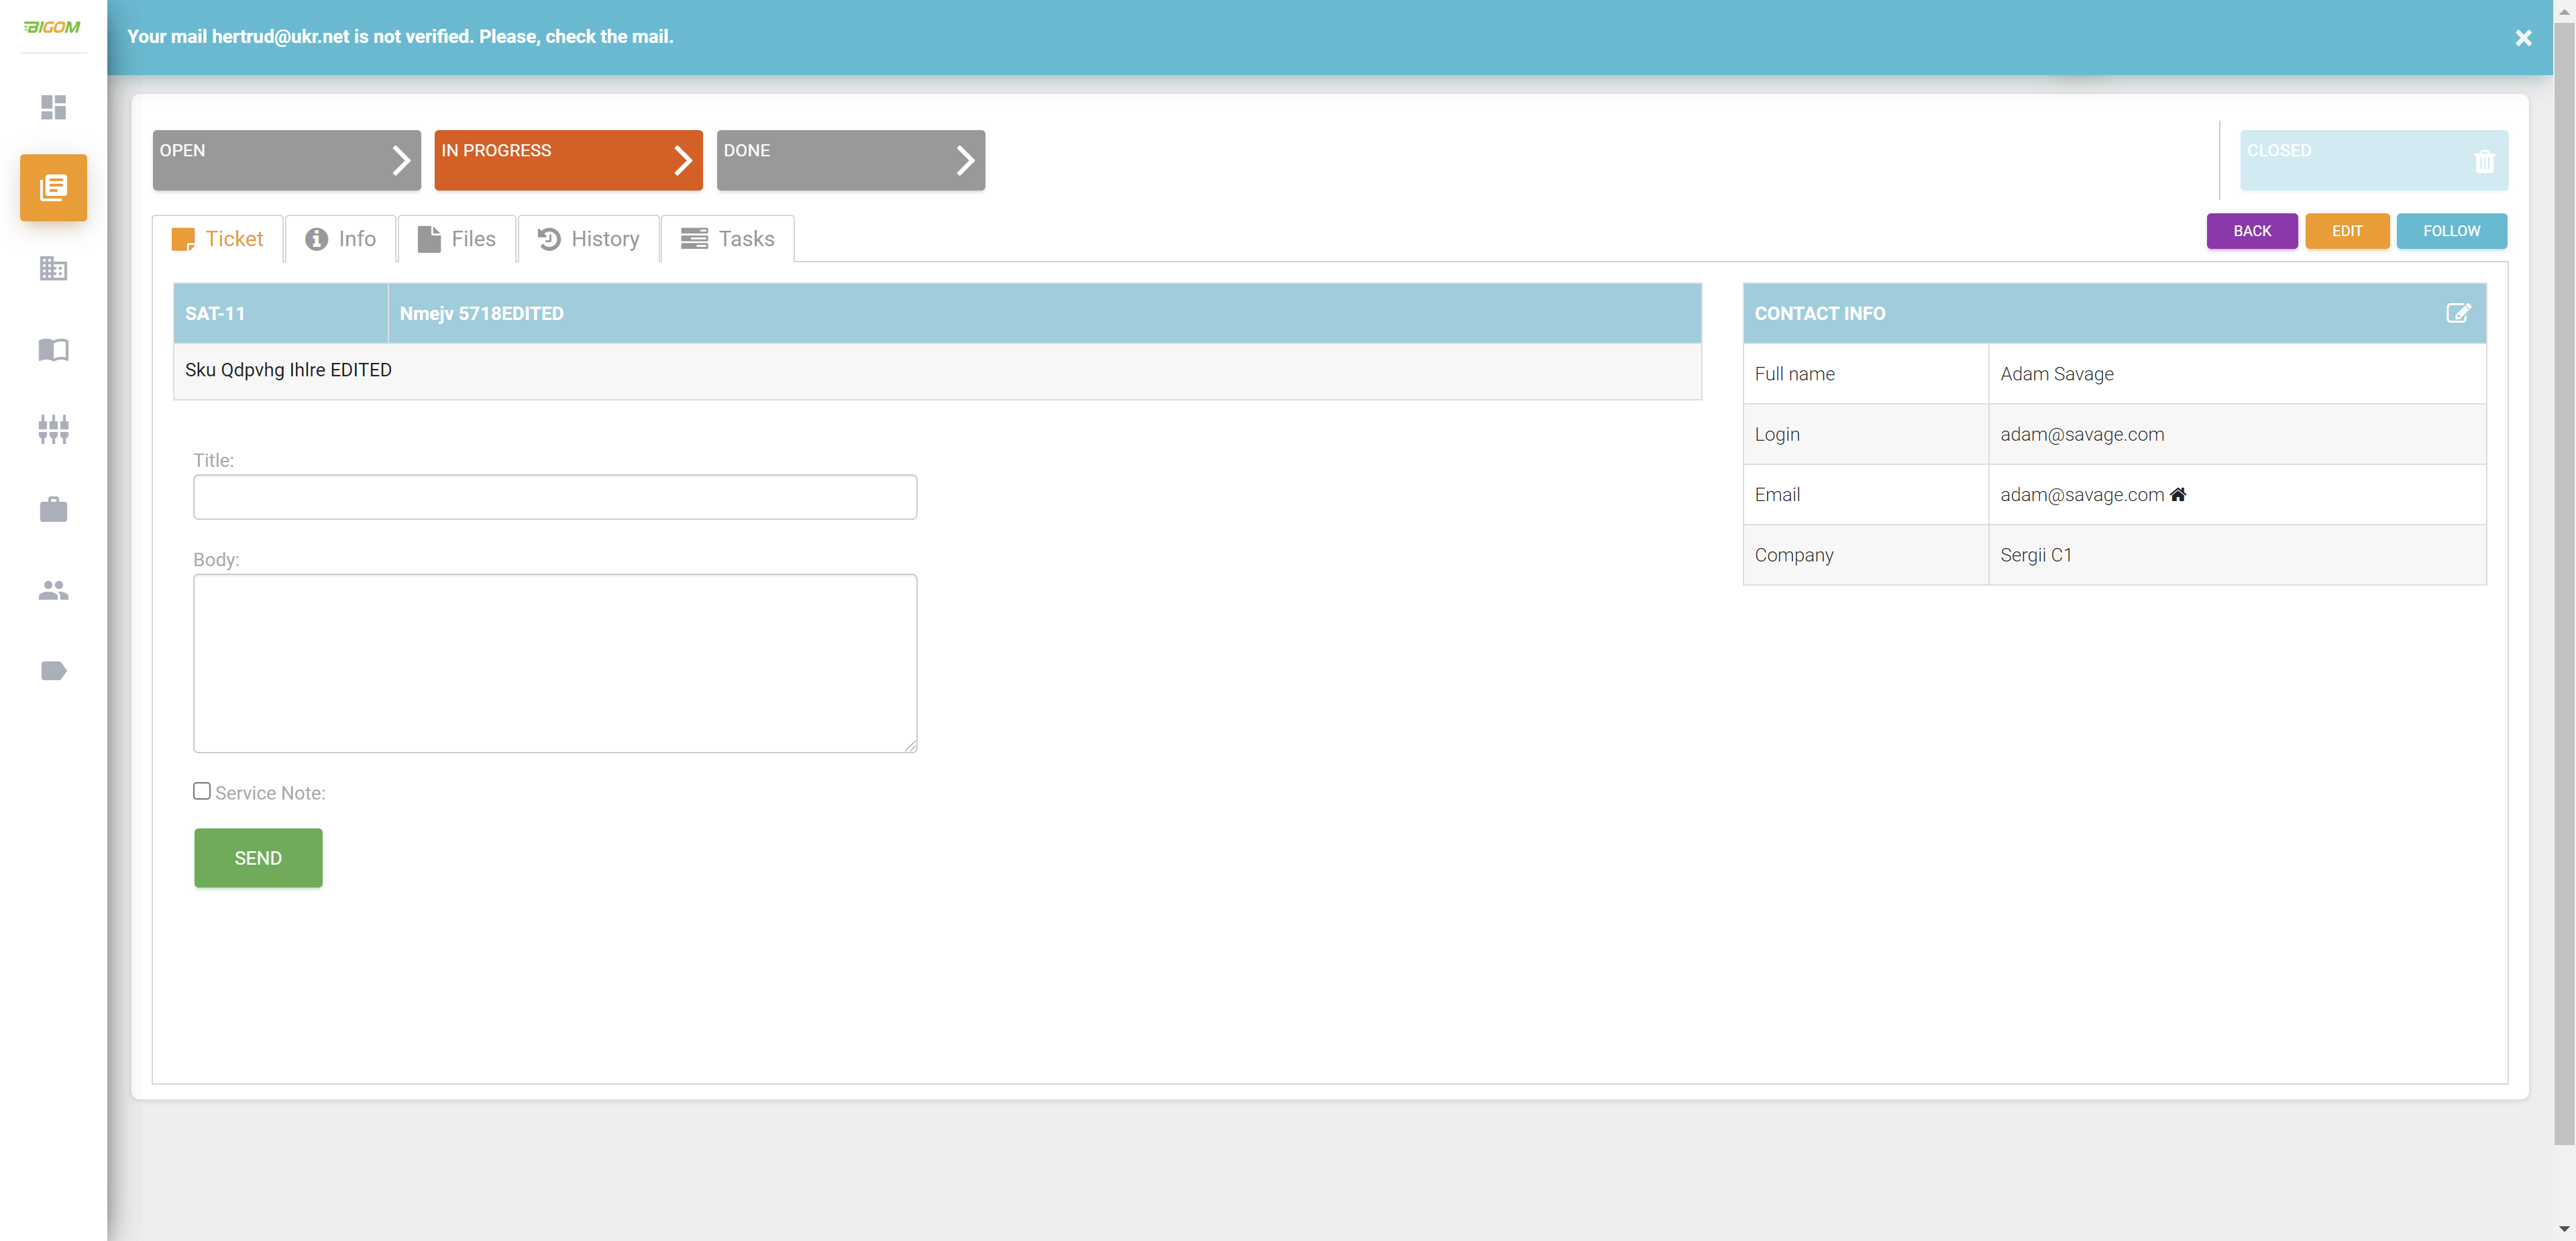 BIGOM
Your mail hertrud@ukr.net is not verified. Please, check the mail.
OPEN
IN PROGRESS
DONE
CLOSED
Ticket
Info
Files
History
Tasks
BACK
EDIT
FOLLOW
SAT-11
Nmejv 5718EDITED
Sku Qdpvhg Ihlre EDITED
CONTACT INFO
Full name
Adam Savage
Login
adam@savage.com
Email
adam@savage.com
Company
Sergii C1
Title:
Body:
Service Note:
SEND